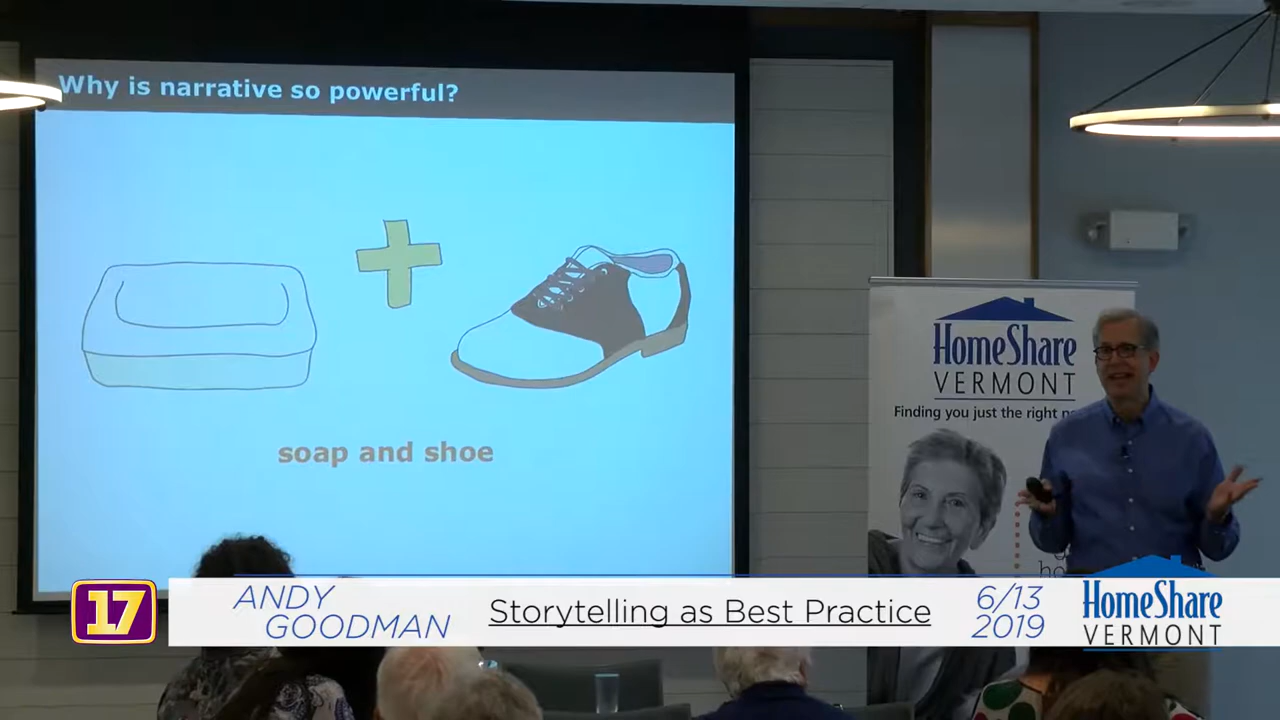 Why is narrative so powerful?
soap and shoe
HomeShare
VERMONT
Finding you just the right
17
ANDY
GOODMAN
Storytelling as Best Practice
6/13
2019
HomeShare
VERMONT